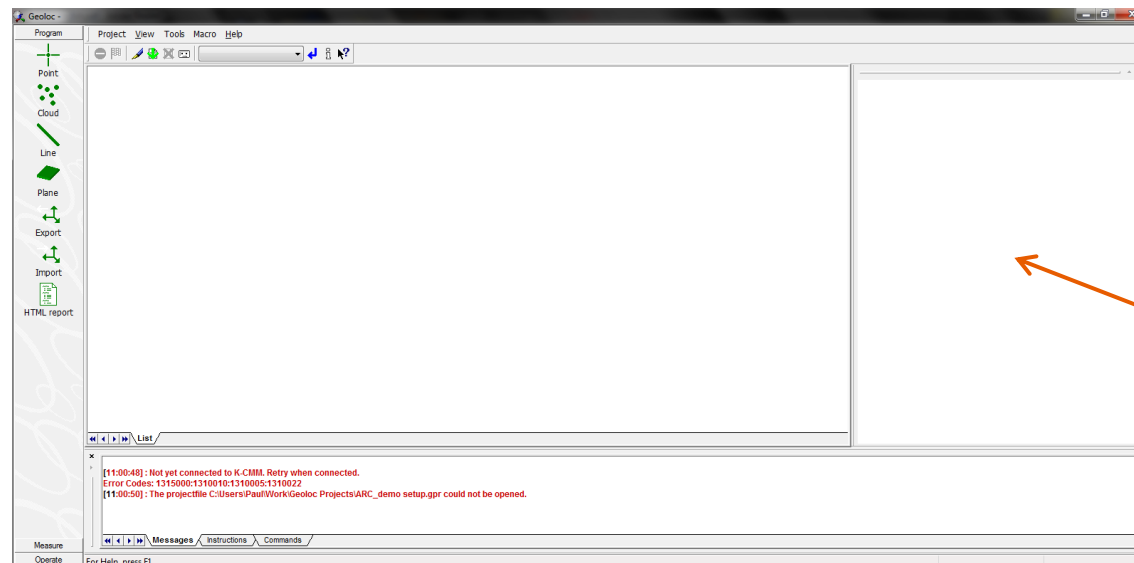 Geoloc -
Program
Project View Tools Macro Help
Point
Cloud
Line
Plane
Export
Import
HTML report
List
[11:00:48] : Not yet connected to K-CMM. Retry when connected.
Error Codes: 1315000:1310010:1310005:1310022
[11:00:50] : The projectfile C:\Users\Paul\Work\Geoloc Projects\ARC_demo setup.gpr could not be opened.
Messages Instructions Commands
Measure
Operate
For Help, press F1